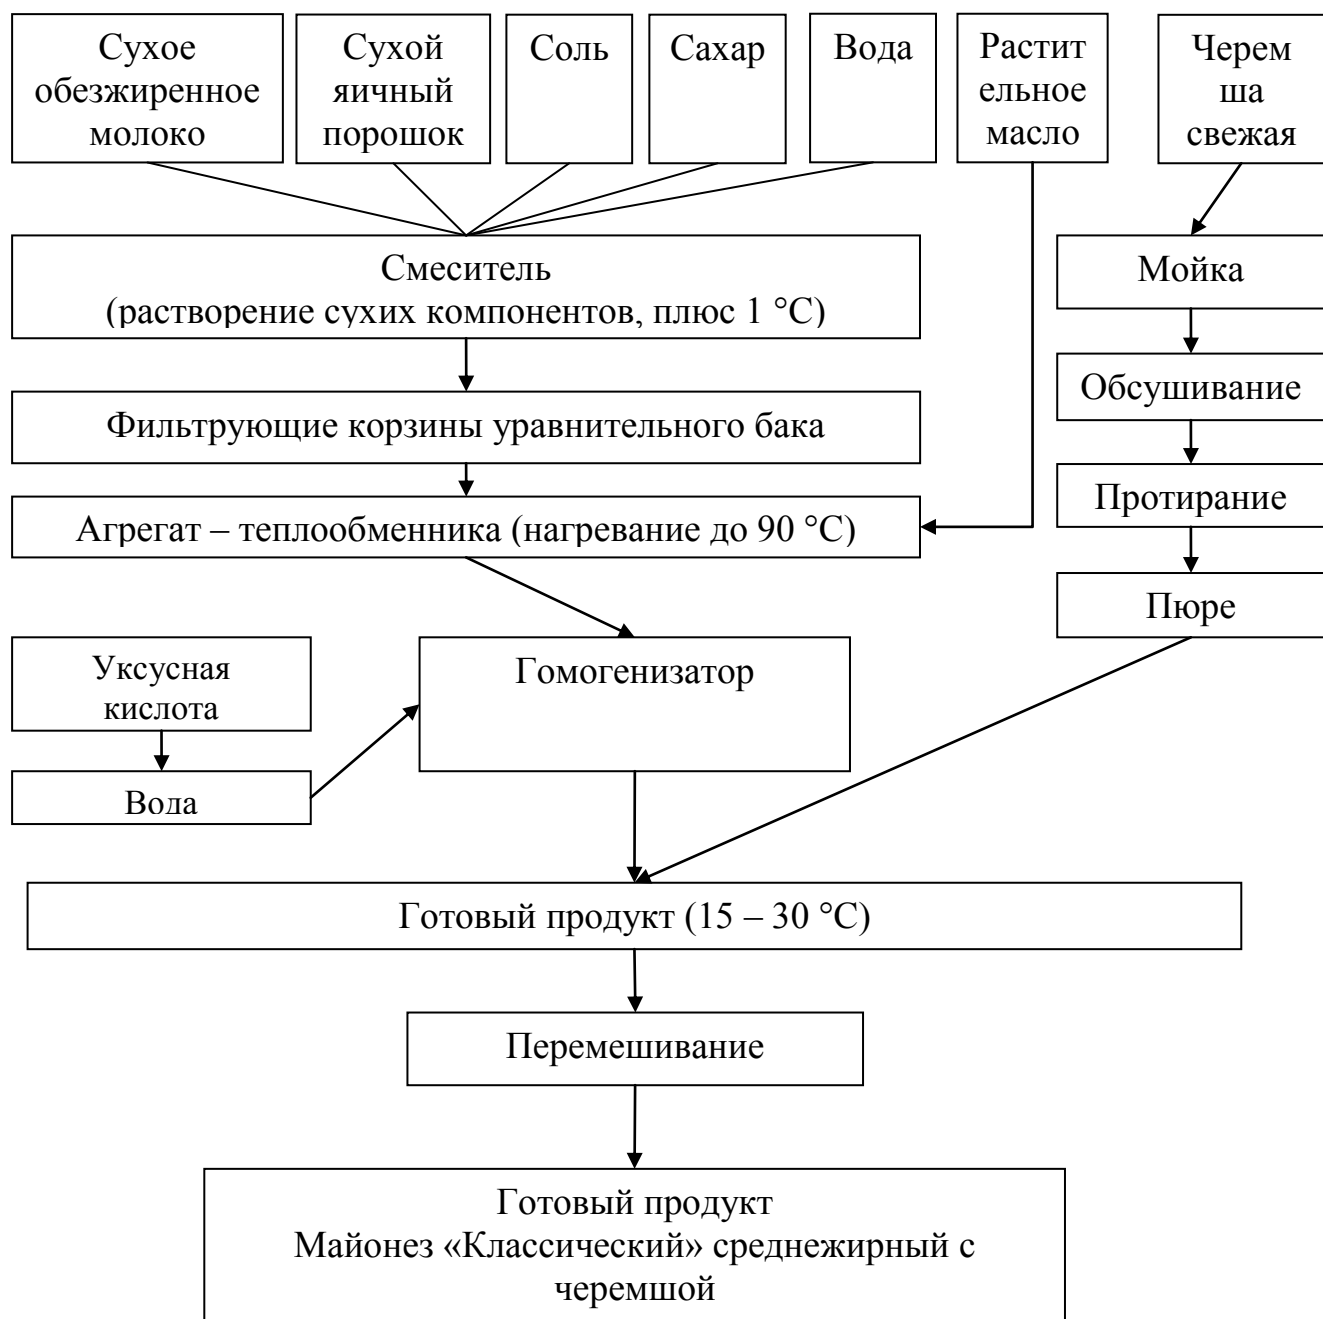 Сухое
обезжиренное
молоко
Сухой
яичный
порошок
Соль
Сахар
Вода
Растит
ельное
масло
Черем
ша
свежая
Смеситель
(растворение сухих компонентов, плюс 1 °С)
Мойка
Обсушивание
Фильтрующие корзины уравнительного бака
Протирание
Агрегат – теплообменника (нагревание до 90 °С)
Пюре
Уксусная
кислота
Гомогенизатор
Вода
Готовый продукт (15 – 30 °С)
Перемешивание
Готовый продукт
Майонез «Классический» среднежирный с
черемшой